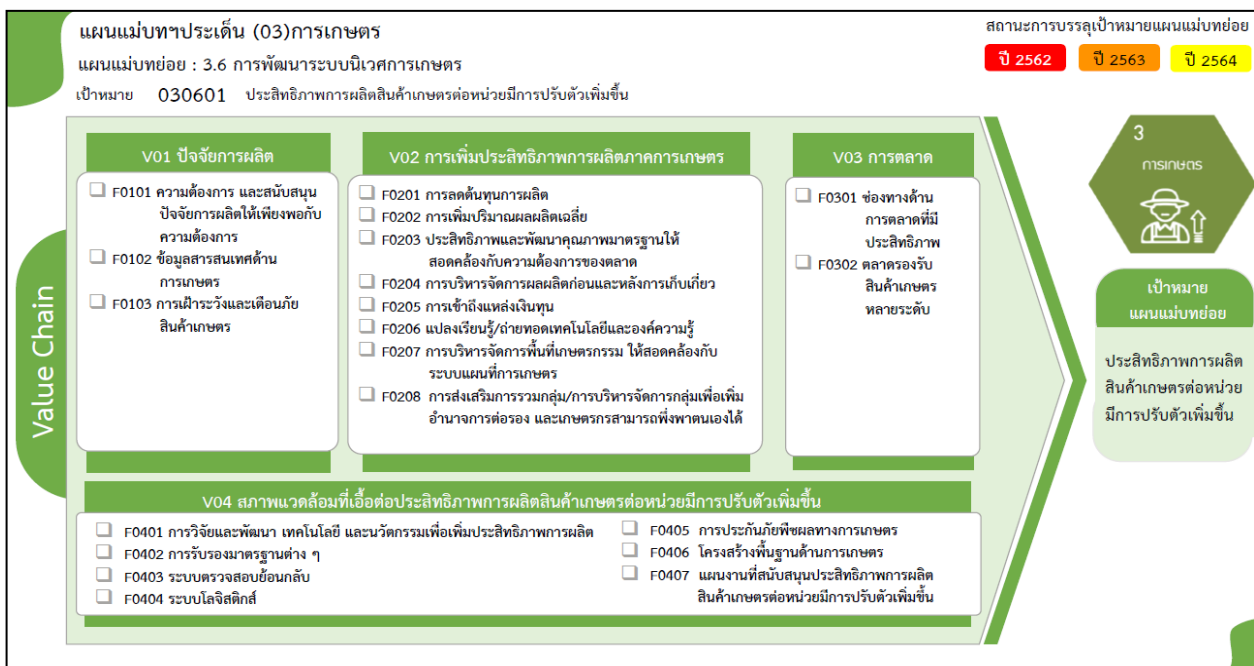 แผนแม่บทฯประเด็น (03)การเกษตร
แผนแม่บทย่อย : 3.6 การพัฒนาระบบนิเวศการเกษตร
เป้าหมาย 030601 ประสิทธิภาพการผลิตสินค้าเกษตรต่อหน่วยมีการปรับตัวเพิ่มขึ้น
สถานะการบรรลุเป้าหมายแผนแม่บทย่อย
ปี 2562 ปี 2563 ปี 2564
Value Chain
V01 ปัจจัยการผลิต
F0101 ความต้องการ และสนับสนุน
ปัจจัยการผลิตให้เพียงพอกับ
ความต้องการ
F0102 ข้อมูลสารสนเทศด้าน
การเกษตร
F0103 การเฝ้าระวังและเตือนภัย
สินค้าเกษตร
V02 การเพิ่มประสิทธิภาพการผลิตภาคการเกษตร
F0201 การลดต้นทุนการผลิต
F0202 การเพิ่มปริมาณผลผลิตเฉลี่ย
F0203 ประสิทธิภาพและพัฒนาคุณภาพมาตรฐานให้
สอดคล้องกับความต้องการของตลาด
F0204 การบริหารจัดการผลผลิตก่อนและหลังการเก็บเกี่ยว
F0205 การเข้าถึงแหล่งเงินทุน
F0206 แปลงเรียนรู้/ถ่ายทอดเทคโนโลยีและองค์ความรู้
F0207 การบริหารจัดการพื้นที่เกษตรกรรม ให้สอดคล้องกับ
ระบบแผนที่การเกษตร
F0208 การส่งเสริมการรวมกลุ่ม/การบริหารจัดการกลุ่มเพื่อเพิ่ม
อำนาจการต่อรอง และเกษตรกรสามารถพึ่งพาตนเองได้
V03 การตลาด
F0301 ช่องทางด้าน
การตลาดที่มี
ประสิทธิภาพ
F0302 ตลาดรองรับ
สินค้าเกษตร
หลายระดับ
V04 สภาพแวดล้อมที่เอื้อต่อประสิทธิภาพการผลิตสินค้าเกษตรต่อหน่วยมีการปรับตัวเพิ่มขึ้น
F0401 การวิจัยและพัฒนา เทคโนโลยี และนวัตกรรมเพื่อเพิ่มประสิทธิภาพการผลิต
F0402 การรับรองมาตรฐานต่าง ๆ
F0403 ระบบตรวจสอบย้อนกลับ
F0404 ระบบโลจิสติกส์
F0405 การประกันภัยพืชผลทางการเกษตร
F0406 โครงสร้างพื้นฐานด้านการเกษตร
F0407 แผนงานที่สนับสนุนประสิทธิภาพการผลิต
สินค้าเกษตรต่อหน่วยมีการปรับตัวเพิ่มขึ้น
3
การเกษตร
เป้าหมาย
แผนแม่บทย่อย
ประสิทธิภาพการผลิต
สินค้าเกษตรต่อหน่วย
มีการปรับตัวเพิ่มขึ้น